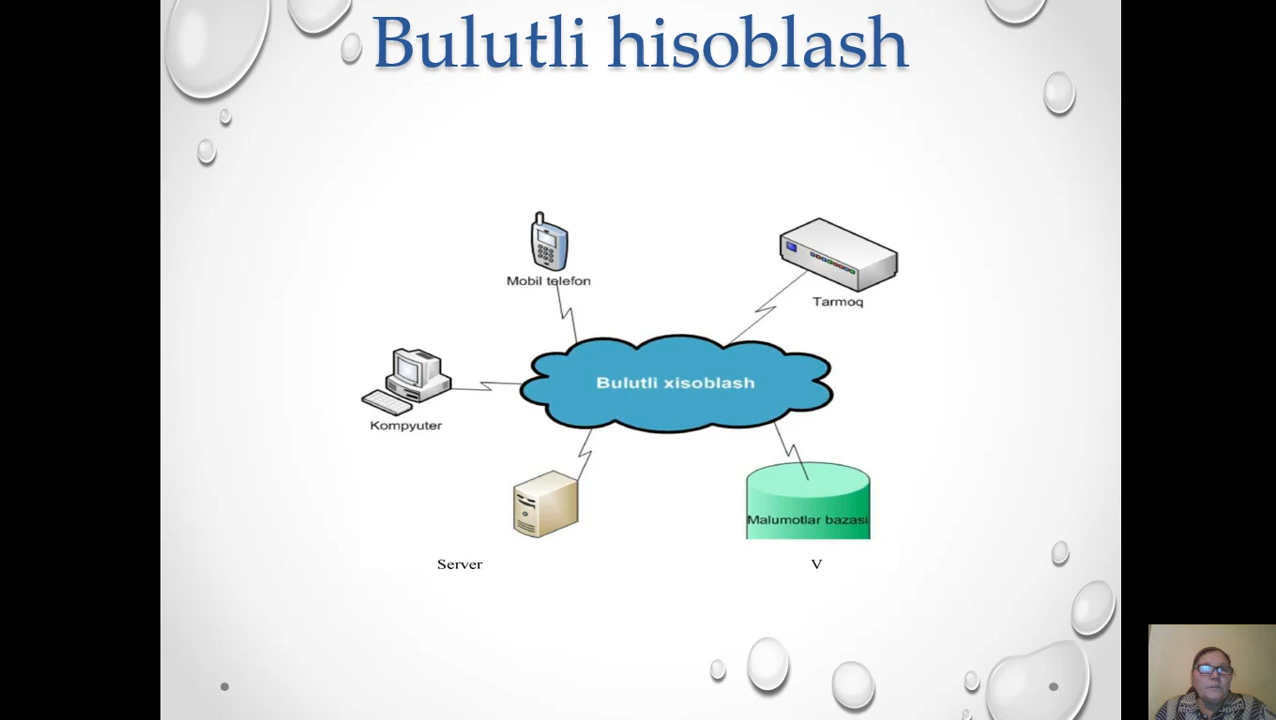 Bulutli hisoblash
Mobil telefon
Tarmoq
Bulutli xisoblash
Kompyuter
Malumotlar bazasi
Server
V